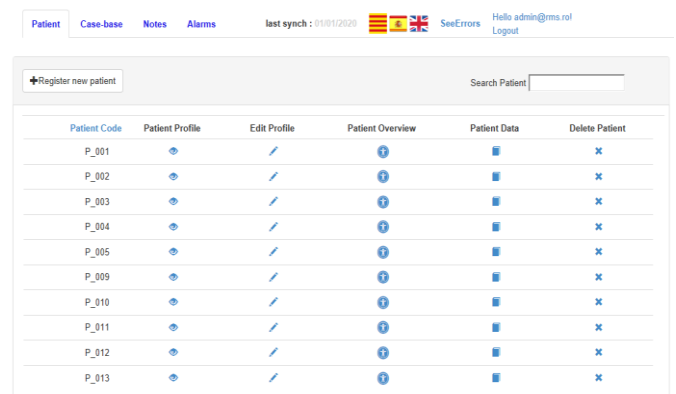 Patient Case-base Notes Alarms last synch : 01/01/2020 SeeErrors Hello admin@rms.ro!
Logout
Register new patient Search Patient
Patient Code Patient Profile Edit Profile Patient Overview Patient Data Delete Patient
P_001
P_002
P_003
P_004
P_005
P_009
P_010
P_011
P_012
P_013